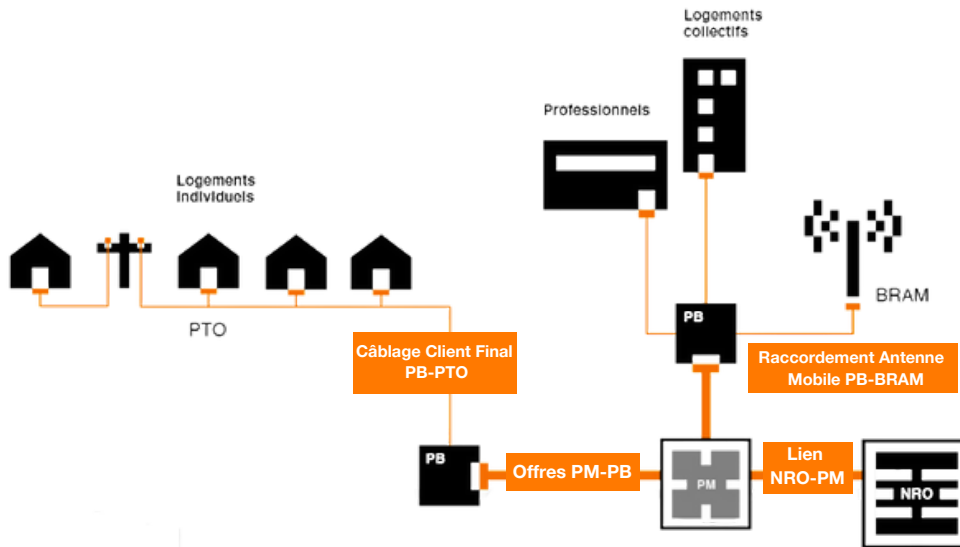 Logements
collectifs
Professionnels
Logements
individuels
BRAM
PTO
PB
Câblage Client Final
PB-PTO
Raccordement Antenne
Mobile PB-BRAM
PB
Offres PM-PB
PM
Lien
NRO-PM
NRO